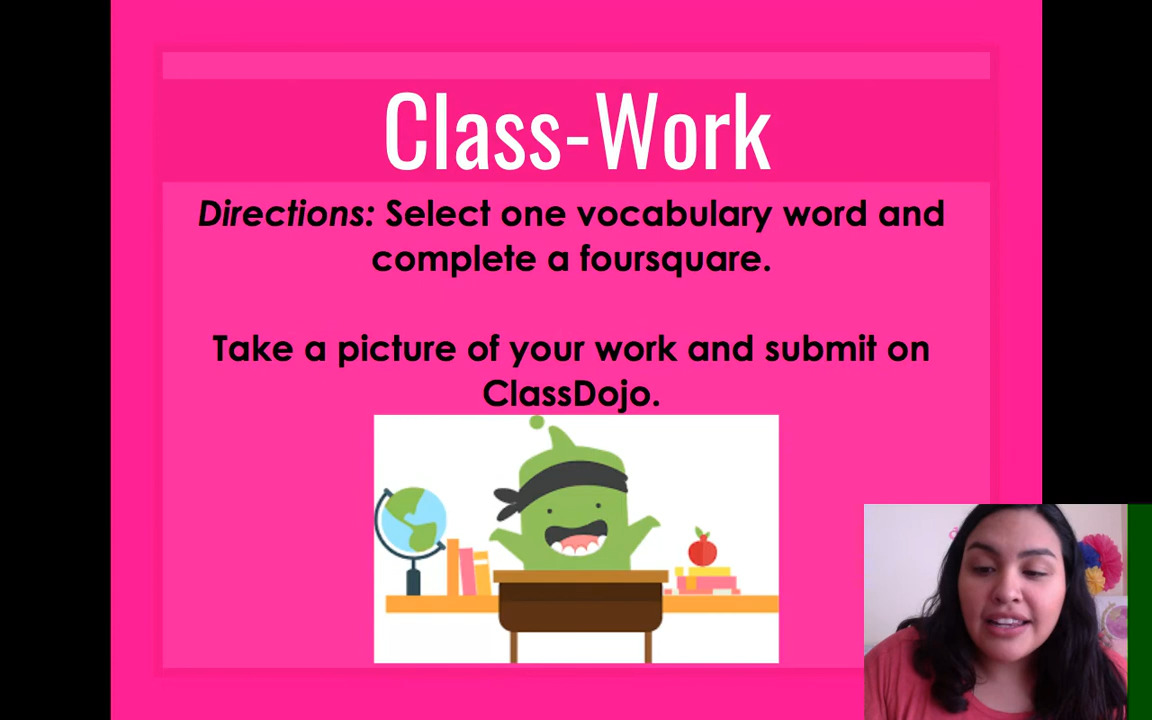 Class-Work
Directions: Select one vocabulary word and
complete a foursquare.
Take a picture of your work and submit on
ClassDojo.